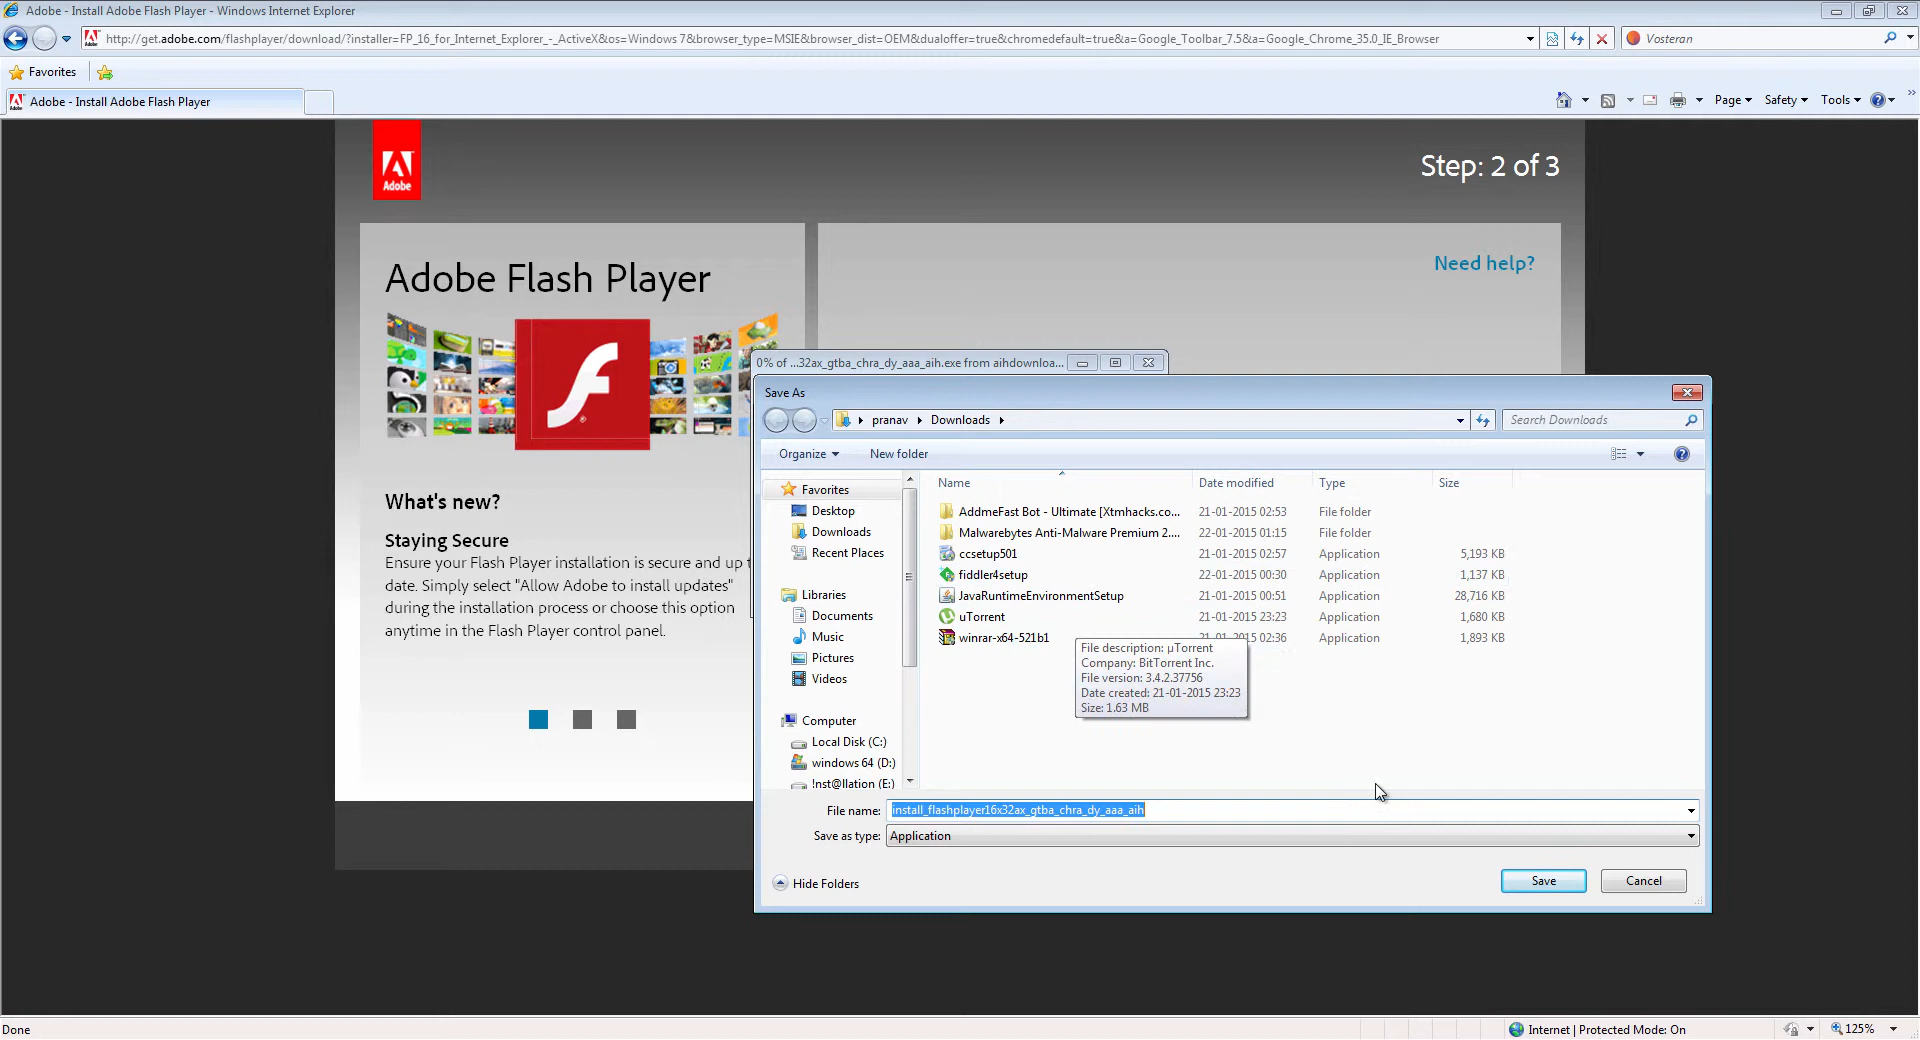 Adobe - Install Adobe Flash Player - Windows Internet Explorer
http://get.adobe.com/flashplayer/download/?installer=FP_16_for_Internet_Explorer_-_ActiveX&os=Windows 7&browser_type=MSIE&browser_dist=OEM&dualoffer=true&chromedefault=true&a=Google_Toolbar_7.5&a=Google_Chrome_35.0_IE_Browser
Vosteran
Favorites
Adobe - Install Adobe Flash Player
Page Safety Tools
Adobe
Step: 2 of 3
Need help?
Adobe Flash Player
What's new?
Staying Secure
Ensure your Flash Player installation is secure and up t
date. Simply select "Allow Adobe to install updates"
during the installation process or choose this option
anytime in the Flash Player control panel.
0% of ...32ax_gtba_chra_dy_aaa_aih.exe from aihdownloa...
Save As
pranav Downloads
Search Downloads
Organize New folder
Favorites
Desktop
Downloads
Recent Places
Libraries
Documents
Music
Pictures
Videos
Computer
Local Disk (C:)
windows 64 (D:)
!nst@llation (E:)
Name Date modified Type Size
AddmeFast Bot - Ultimate [Xtmhacks.co... 21-01-2015 02:53 File folder
Malwarebytes Anti-Malware Premium 2.... 22-01-2015 01:15 File folder
ccsetup501 21-01-2015 02:57 Application 5,193 KB
fiddler4setup 22-01-2015 00:30 Application 1,137 KB
JavaRuntimeEnvironmentSetup 21-01-2015 00:51 Application 28,716 KB
uTorrent 21-01-2015 23:23 Application 1,680 KB
winrar-x64-521b1 21-01-2015 02:36 Application 1,893 KB
File description: µTorrent
Company: BitTorrent Inc.
File version: 3.4.2.37756
Date created: 21-01-2015 23:23
Size: 1.63 MB
File name: install_flashplayer16x32ax_gtba_chra_dy_aaa_aih
Save as type: Application
Hide Folders
Save Cancel
Done
Internet | Protected Mode: On
125%